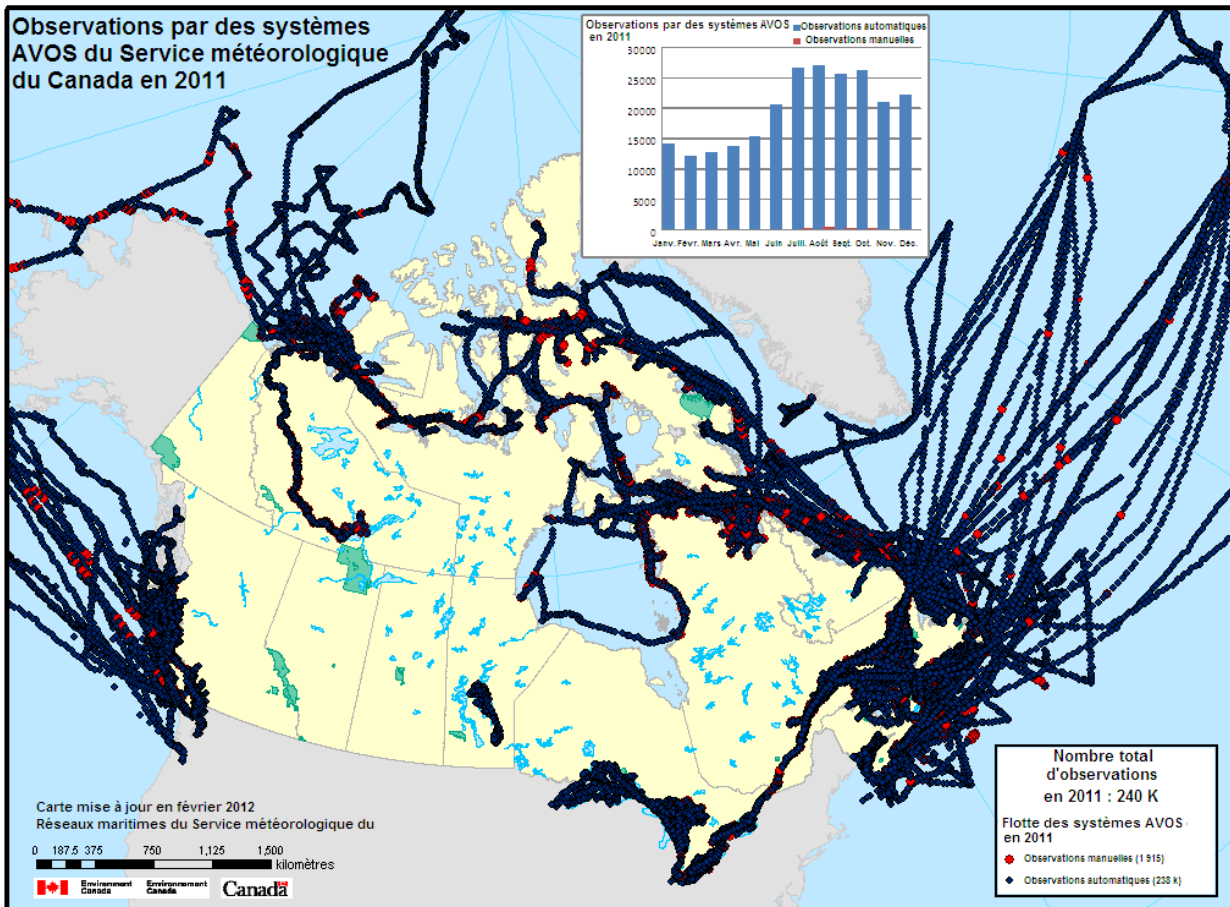 Observations par des systèmes
AVOS du Service météorologique
du Canada en 2011
Observations par des systèmes AVOS
en 2011
Observations automatiques
Observations manuelles
30000
25000
20000
15000
10000
5000
0
Janv. Févr. Mars Avr. Mai Juin Juill. Août Sept. Oct. Nov. Déc.
Nombre total
d'observations
en 2011 : 240 K
Flotte des systèmes AVOS
en 2011
Observations manuelles (1 915)
Observations automatiques (238 k)
Carte mise à jour en février 2012
Réseaux maritimes du Service météorologique du
0 187.5 375 750 1,125 1,500
kilomètres
Environment Environnement
Canada Canada
Canada